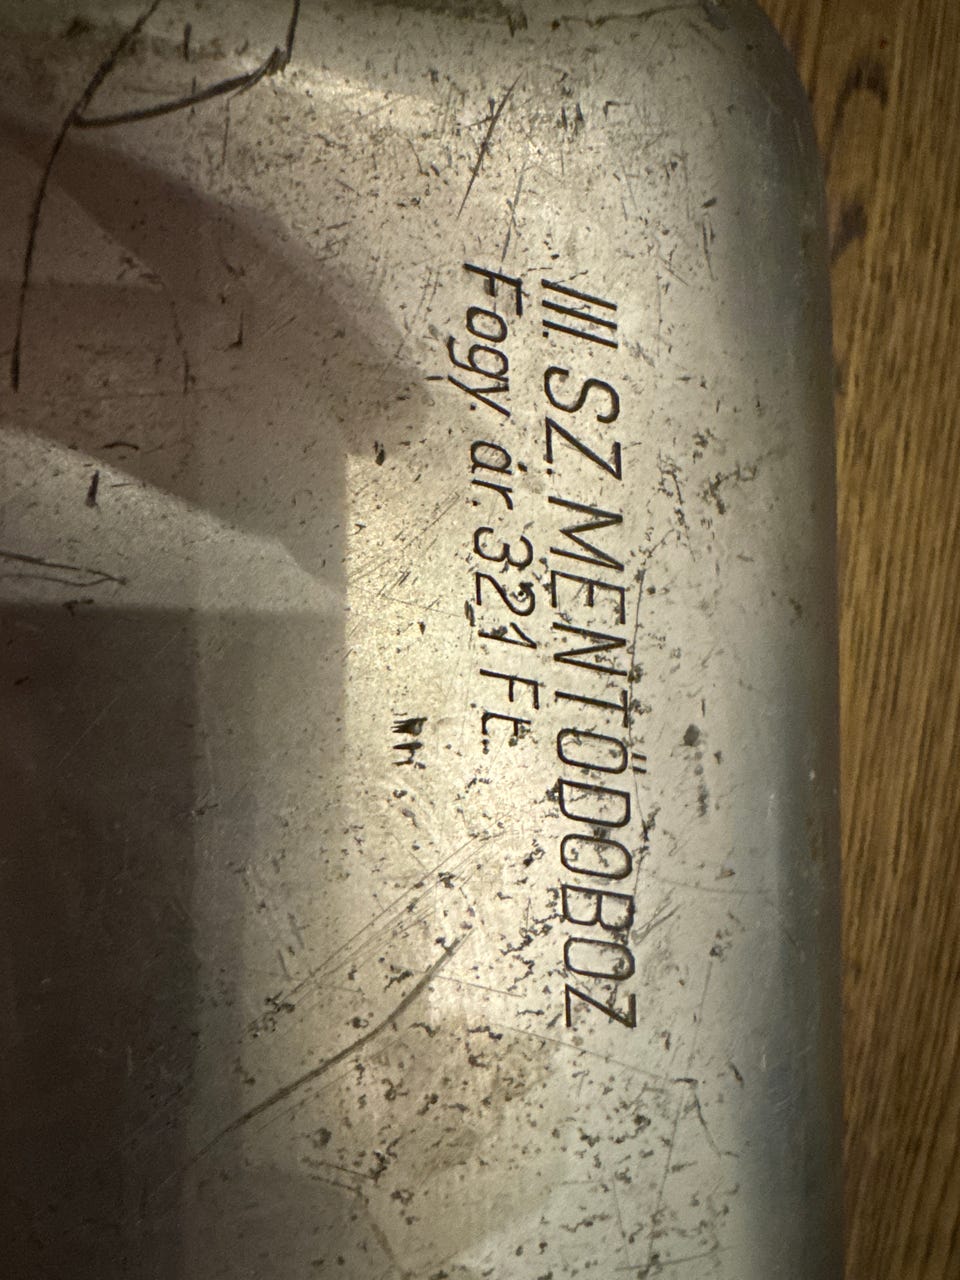 III. SZ. MENTŐDOBOZ
Fogy. ár. 321 Ft.